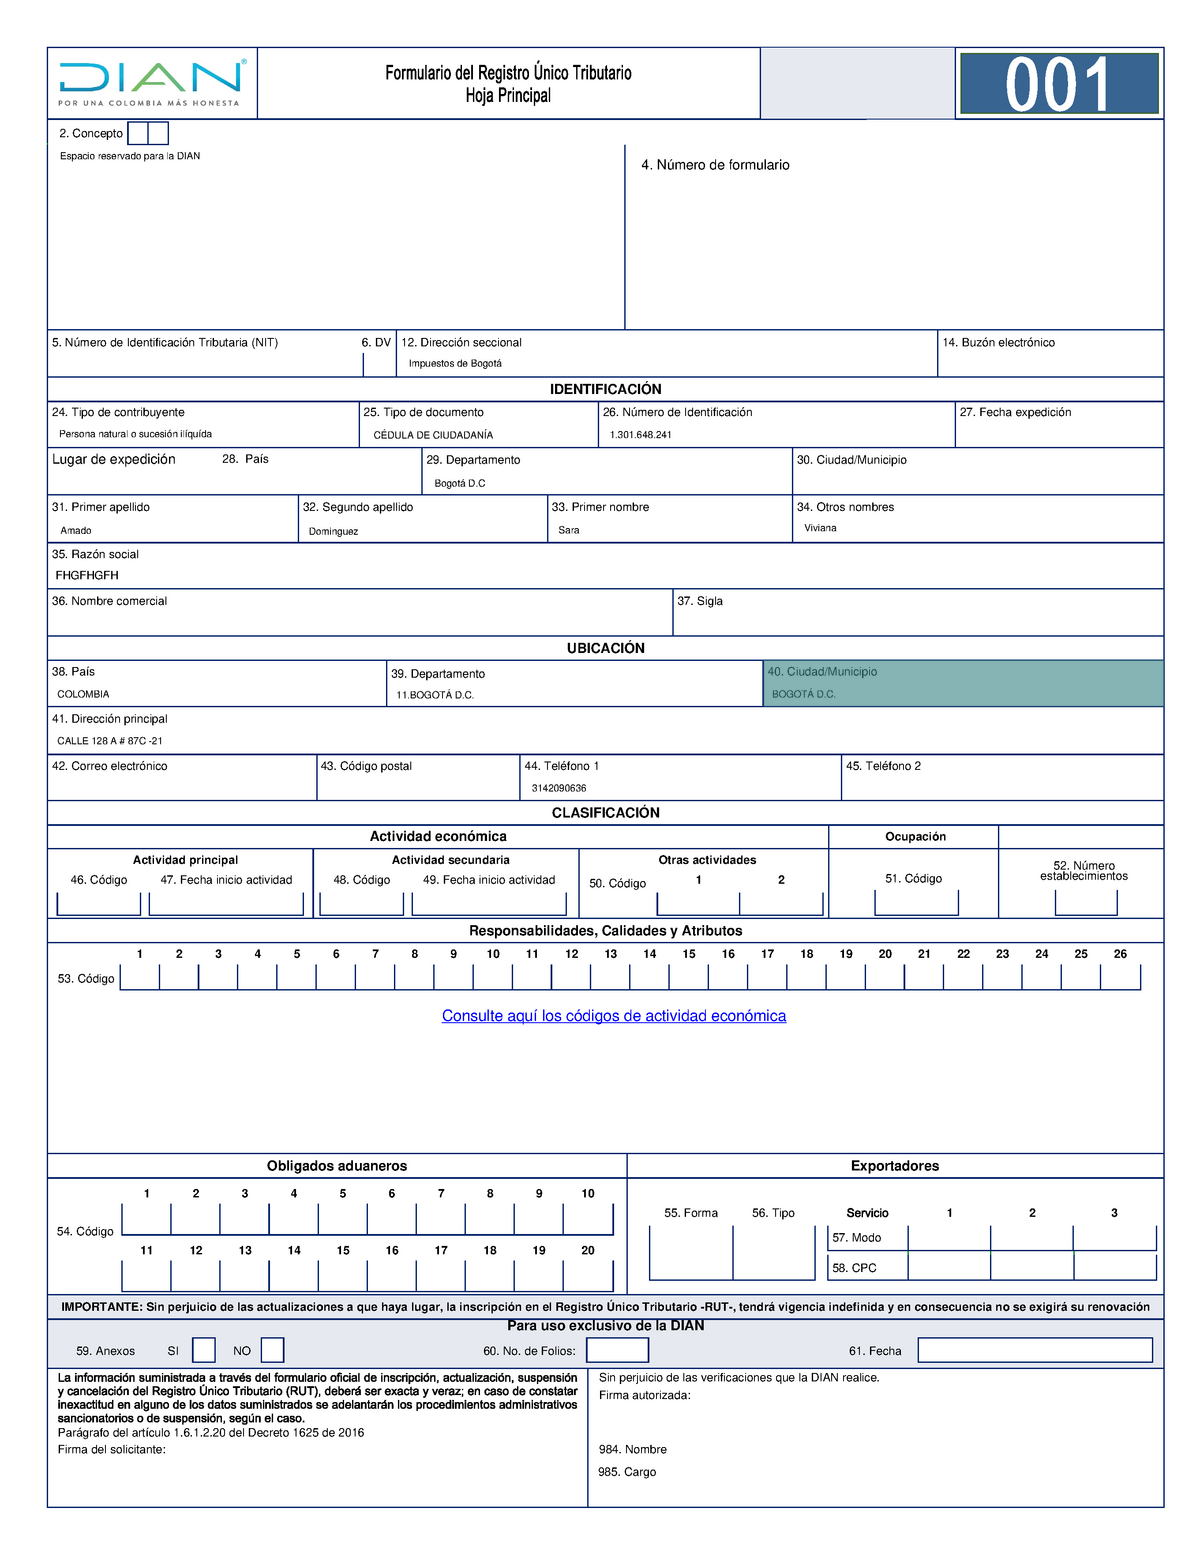 DIAN®
POR UNA COLOMBIA MÁS HONESTA
Formulario del Registro Único Tributario
Hoja Principal
001
2. Concepto
Espacio reservado para la DIAN
4. Número de formulario
5. Número de Identificación Tributaria (NIT) 6. DV 12. Dirección seccional 14. Buzón electrónico
Impuestos de Bogotá
IDENTIFICACIÓN
24. Tipo de contribuyente 25. Tipo de documento 26. Número de Identificación 27. Fecha expedición
Persona natural o sucesión ilíquída CÉDULA DE CIUDADANÍA 1.301.648.241
Lugar de expedición 28. País 29. Departamento 30. Ciudad/Municipio
Bogotá D.C
31. Primer apellido 32. Segundo apellido 33. Primer nombre 34. Otros nombres
Amado Dominguez Sara Viviana
35. Razón social
FHGFHGFH
36. Nombre comercial 37. Sigla
UBICACIÓN
38. País 39. Departamento 40. Ciudad/Municipio
COLOMBIA 11.BOGOTÁ D.C. BOGOTÁ D.C.
41. Dirección principal
CALLE 128 A # 87C -21
42. Correo electrónico 43. Código postal 44. Teléfono 1 45. Teléfono 2
3142090636
CLASIFICACIÓN
Actividad económica Ocupación
Actividad principal Actividad secundaria Otras actividades 52. Número
establecimientos
46. Código 47. Fecha inicio actividad 48. Código 49. Fecha inicio actividad 50. Código 1 2 51. Código
Responsabilidades, Calidades y Atributos
1 2 3 4 5 6 7 8 9 10 11 12 13 14 15 16 17 18 19 20 21 22 23 24 25 26
53. Código
Consulte aquí los códigos de actividad económica
Obligados aduaneros Exportadores
1 2 3 4 5 6 7 8 9 10
55. Forma 56. Tipo Servicio 1 2 3
54. Código
57. Modo
11 12 13 14 15 16 17 18 19 20
58. CPC
IMPORTANTE: Sin perjuicio de las actualizaciones a que haya lugar, la inscripción en el Registro Único Tributario -RUT-, tendrá vigencia indefinida y en consecuencia no se exigirá su renovación
Para uso exclusivo de la DIAN
59. Anexos SI NO 60. No. de Folios: 61. Fecha
La información suministrada a través del formulario oficial de inscripción, actualización, suspensión
y cancelación del Registro Único Tributario (RUT), deberá ser exacta y veraz; en caso de constatar
inexactitud en alguno de los datos suministrados se adelantarán los procedimientos administrativos
sancionatorios o de suspensión, según el caso.
Parágrafo del artículo 1.6.1.2.20 del Decreto 1625 de 2016
Firma del solicitante:
Sin perjuicio de las verificaciones que la DIAN realice.
Firma autorizada:
984. Nombre
985. Cargo